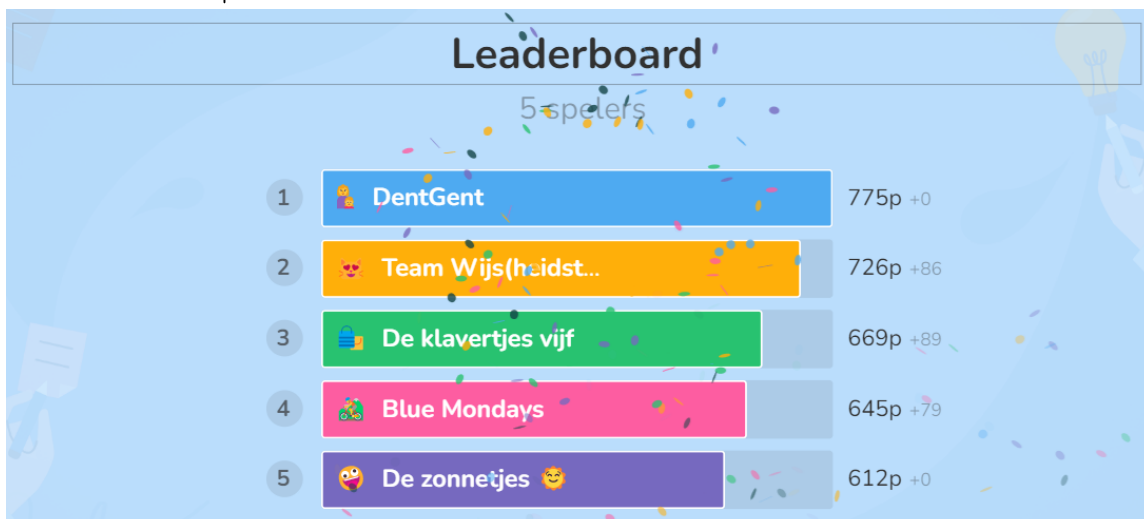 Leaderboard
5 spelers
1 DentGent 775p +0
2 Team Wijs(heidst... 726p +86
3 De klavertjes vijf 669p +89
4 Blue Mondays 645p +79
5 De zonnetjes 612p +0